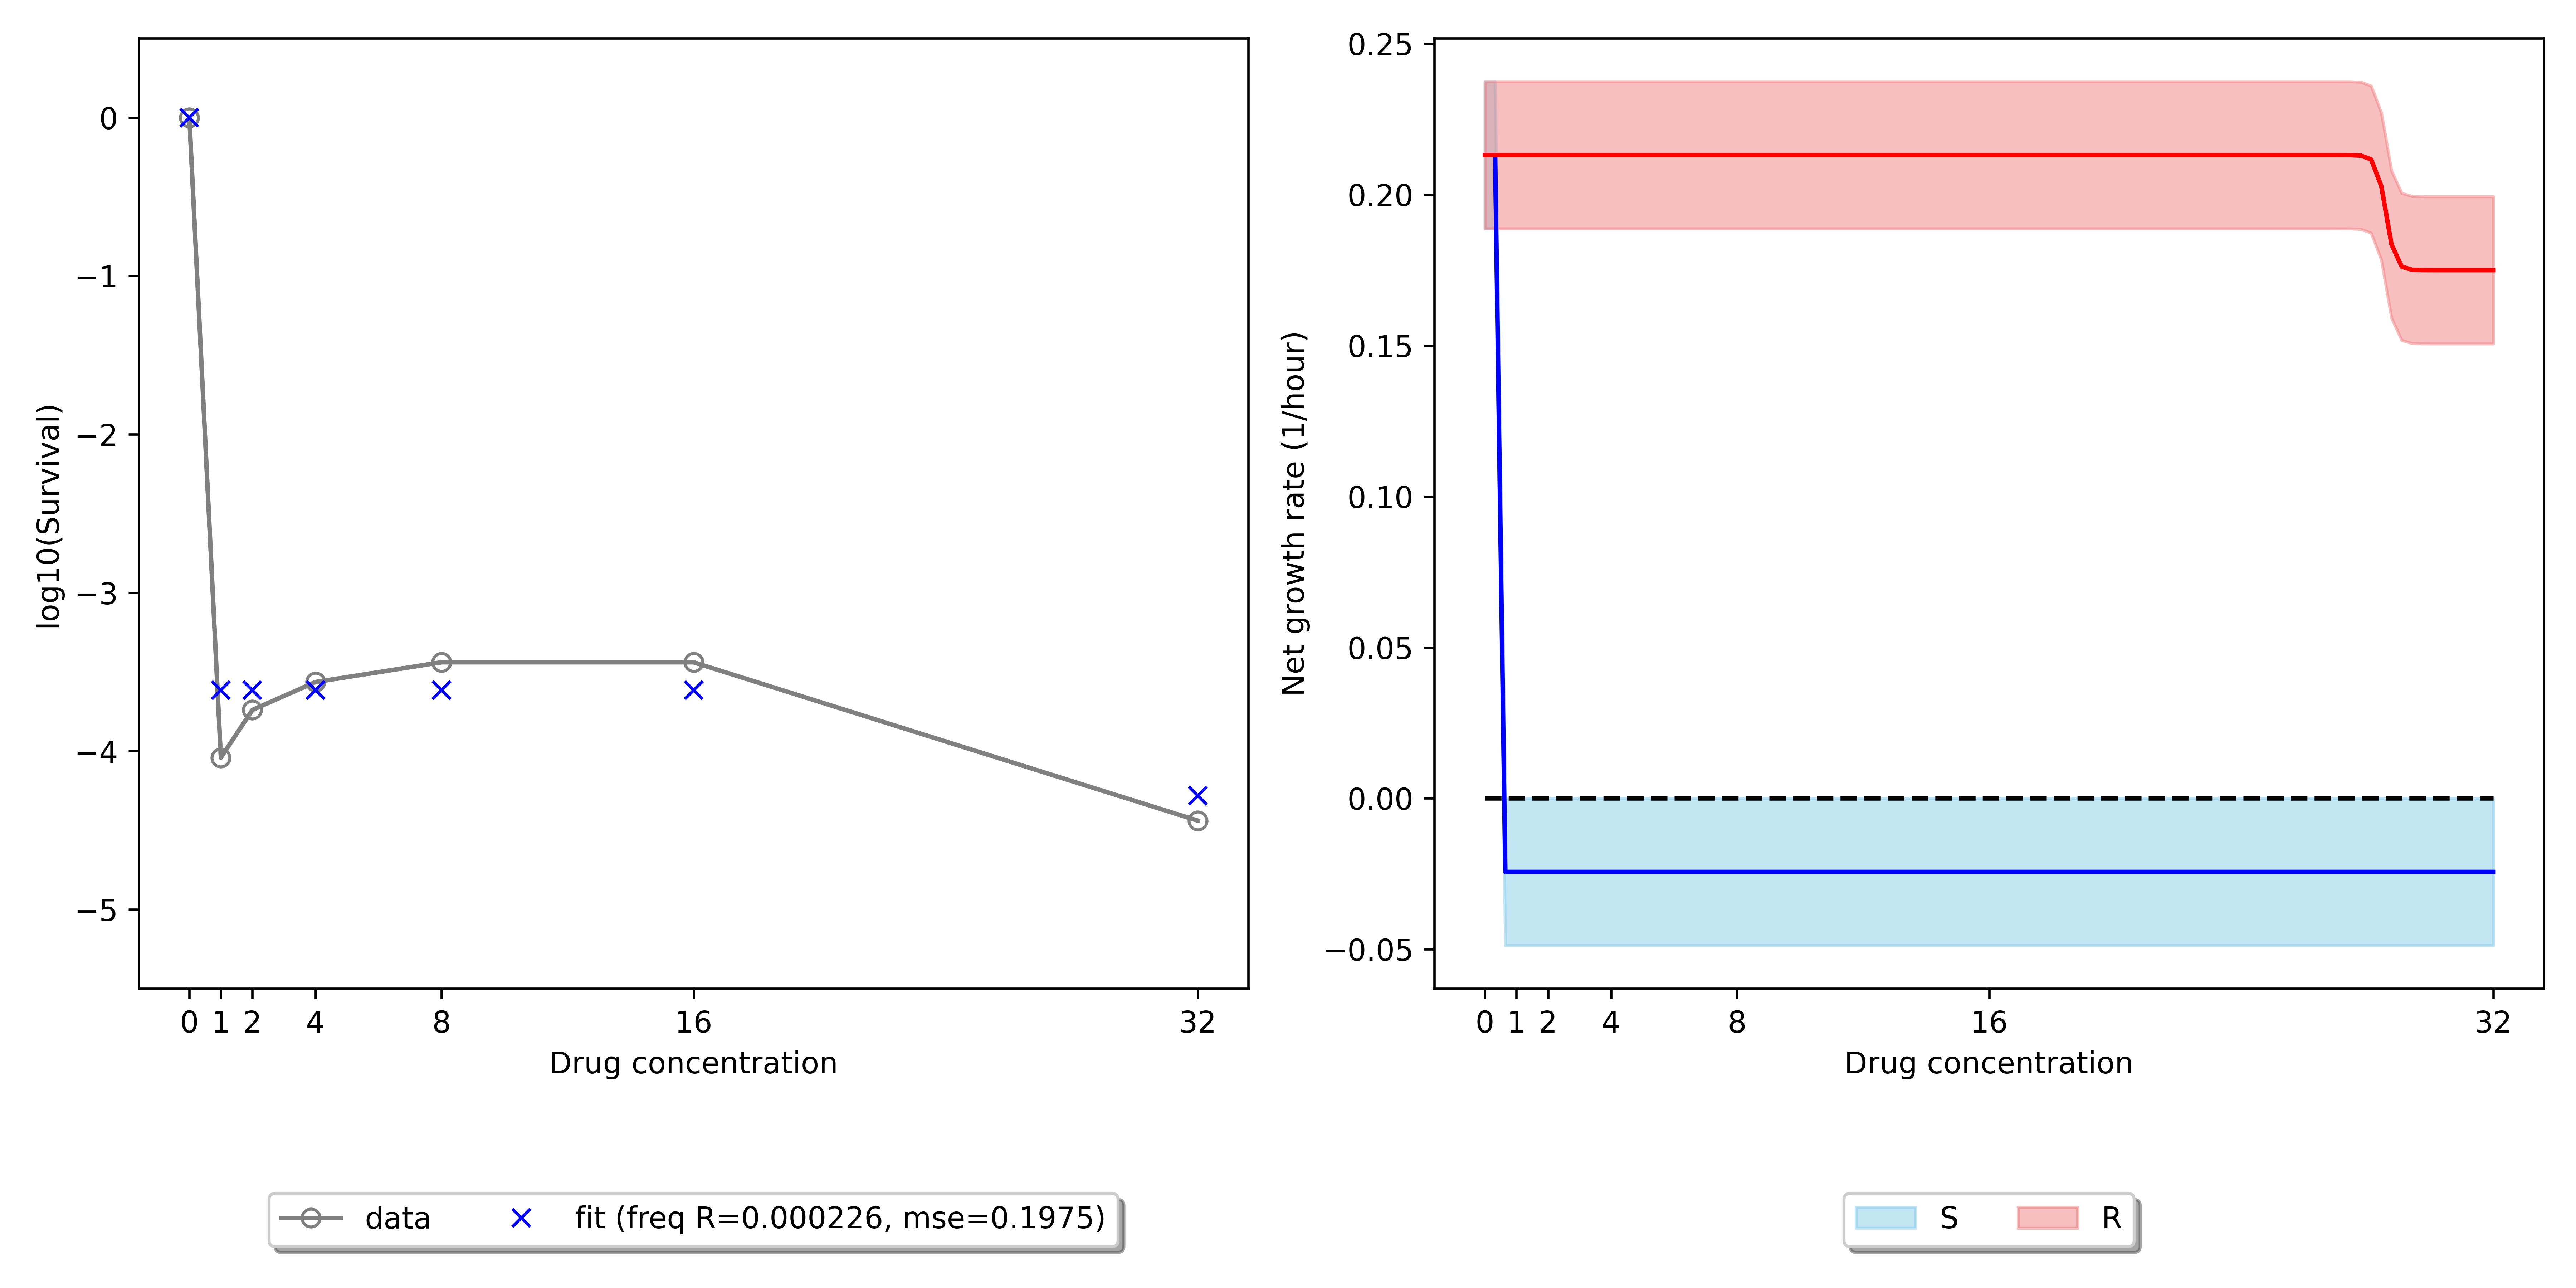 log10(Survival)
0
−1
−2
−3
−4
−5
0 1 2 4 8 16 32
Drug concentration
data fit (freq R=0.000226, mse=0.1975)
Net growth rate (1/hour)
0.25
0.20
0.15
0.10
0.05
0.00
−0.05
0 1 2 4 8 16 32
Drug concentration
S R